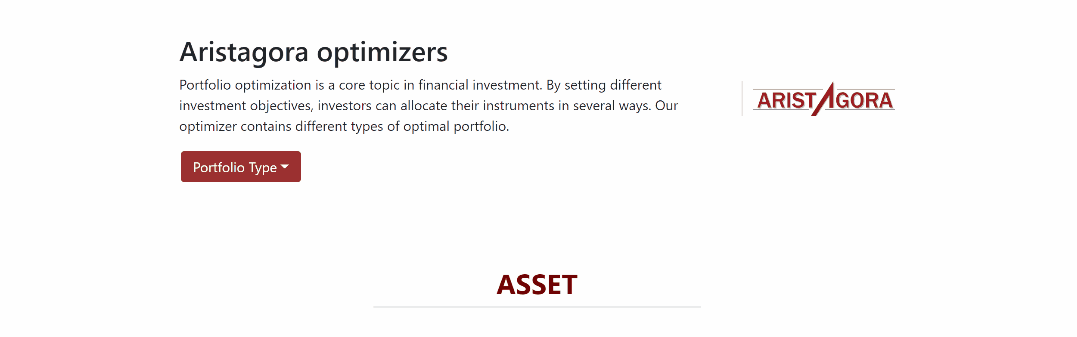 Aristagora optimizers
Portfolio optimization is a core topic in financial investment. By setting different
investment objectives, investors can allocate their instruments in several ways. Our
optimizer contains different types of optimal portfolio.
ARISTAGORA
Portfolio Type
ASSET